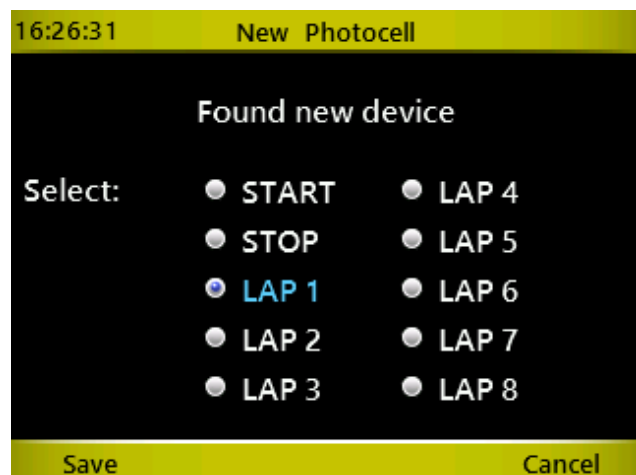 16:26:31 New Photocell
Found new device
Select: START LAP 4
STOP LAP 5
LAP 1 LAP 6
LAP 2 LAP 7
LAP 3 LAP 8
Save Cancel